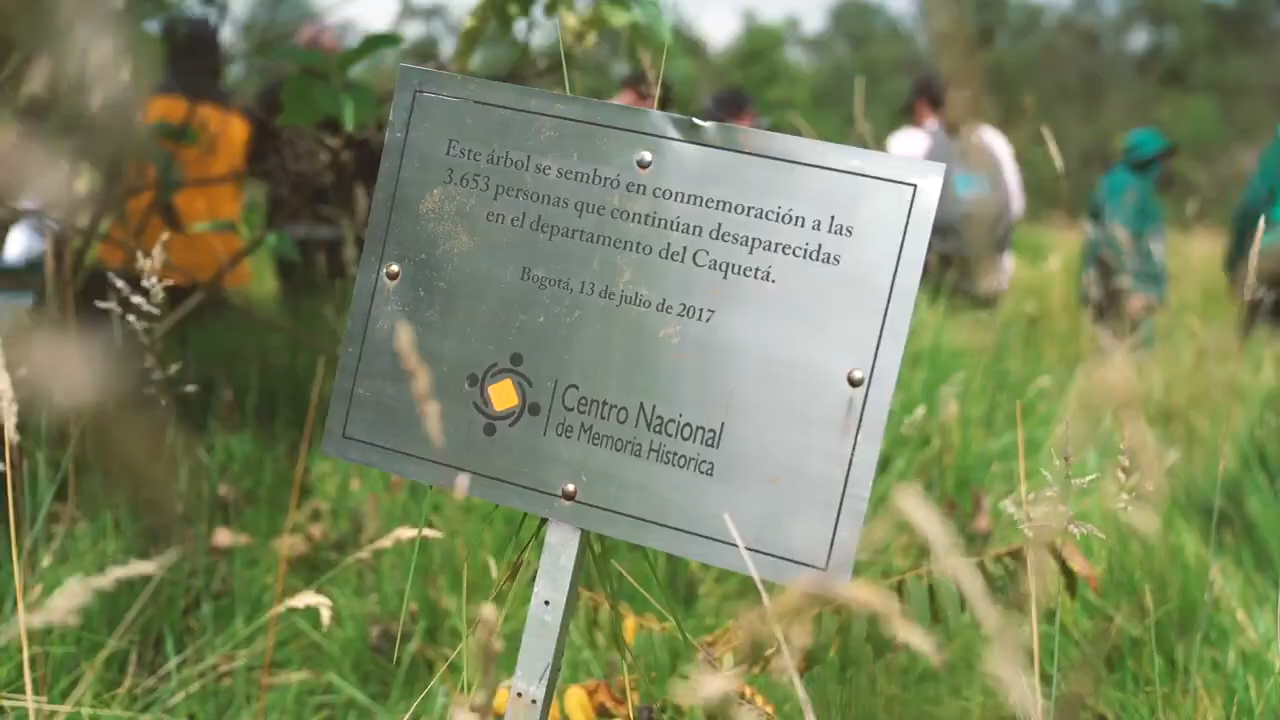 Este árbol se sembró en conmemoración a las
3.653 personas que continúan desaparecidas
en el departamento del Caquetá.
Bogotá, 13 de julio de 2017
Centro Nacional
de Memoria Historica